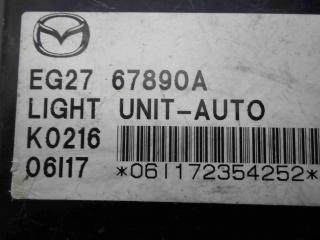 EG27 67890A
LIGHT UNIT-AUTO
K0216
06I17 *06I172354252*